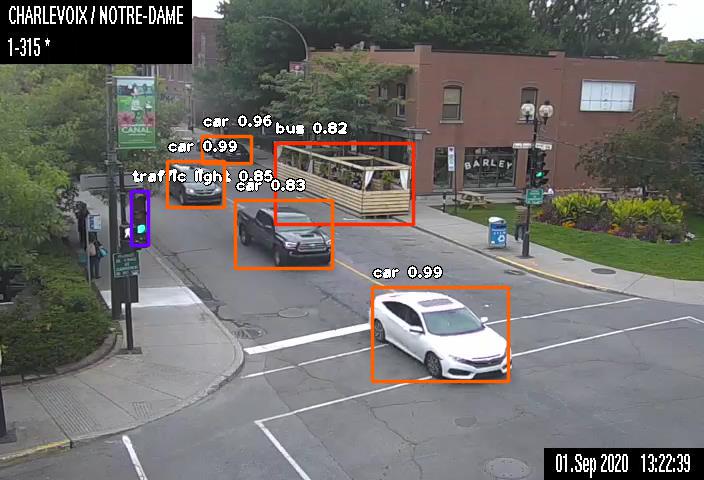 CHARLEVOIX / NOTRE-DAME
1-315 *
car 0.96
bus 0.82
car 0.99
traffic light 0.85
car 0.83
car 0.99
CANAL
BARLEY
01.Sep 2020 13:22:39